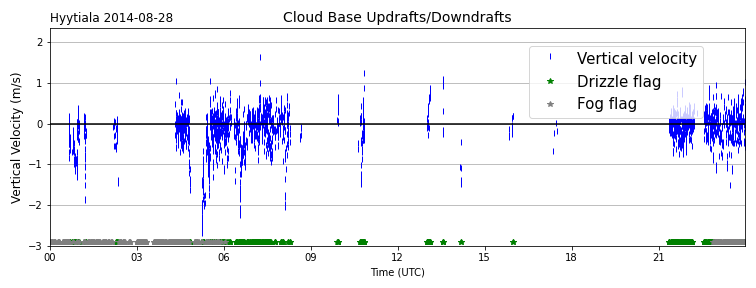 Hyytiala 2014-08-28
Cloud Base Updrafts/Downdrafts
Vertical Velocity (m/s)
2
1
0
−1
−2
−3
Vertical velocity
Drizzle flag
Fog flag
00 03 06 09 12 15 18 21
Time (UTC)